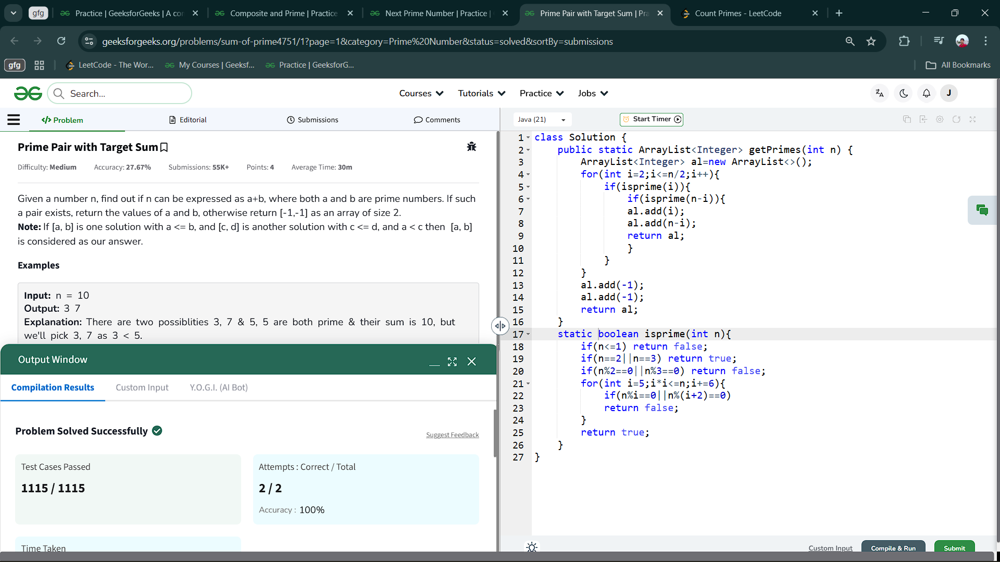 gfg
Practice | GeeksforGeeks | A con
Composite and Prime | Practice
Next Prime Number | Practice |
Prime Pair with Target Sum | Pra
Count Primes - LeetCode
geeksforgeeks.org/problems/sum-of-prime4751/1?page=1&category=Prime%20Number&status=solved&sortBy=submissions
gfg
LeetCode - The Wor...
My Courses | Geeksf...
Practice | GeeksforG...
All Bookmarks
Search...
Courses
Tutorials
Practice
Jobs
J
</> Problem
Editorial
Submissions
Comments
Java (21)
Start Timer
Prime Pair with Target Sum
Difficulty: Medium Accuracy: 27.67% Submissions: 55K+ Points: 4 Average Time: 30m
Given a number n, find out if n can be expressed as a+b, where both a and b are prime numbers. If such
a pair exists, return the values of a and b, otherwise return [-1,-1] as an array of size 2.
Note: If [a, b] is one solution with a <= b, and [c, d] is another solution with c <= d, and a < c then [a, b]
is considered as our answer.
Examples
Input: n = 10
Output: 3 7
Explanation: There are two possiblities 3, 7 & 5, 5 are both prime & their sum is 10, but
we'll pick 3, 7 as 3 < 5.
Output Window
Compilation Results
Custom Input
Y.O.G.I. (AI Bot)
Problem Solved Successfully
Suggest Feedback
Test Cases Passed
1115 / 1115
Attempts : Correct / Total
2 / 2
Accuracy : 100%
Time Taken
1 class Solution {
2 public static ArrayList<Integer> getPrimes(int n) {
3 ArrayList<Integer> al=new ArrayList<>();
4 for(int i=2;i<=n/2;i++){
5 if(isprime(i)){
6 if(isprime(n-i)){
7 al.add(i);
8 al.add(n-i);
9 return al;
10 }
11 }
12 }
13 al.add(-1);
14 al.add(-1);
15 return al;
16 }
17 static boolean isprime(int n){
18 if(n<=1) return false;
19 if(n==2||n==3) return true;
20 if(n%2==0||n%3==0) return false;
21 for(int i=5;i*i<=n;i+=6){
22 if(n%i==0||n%(i+2)==0)
23 return false;
24 }
25 return true;
26 }
27 }
Custom Input
Compile & Run
Submit